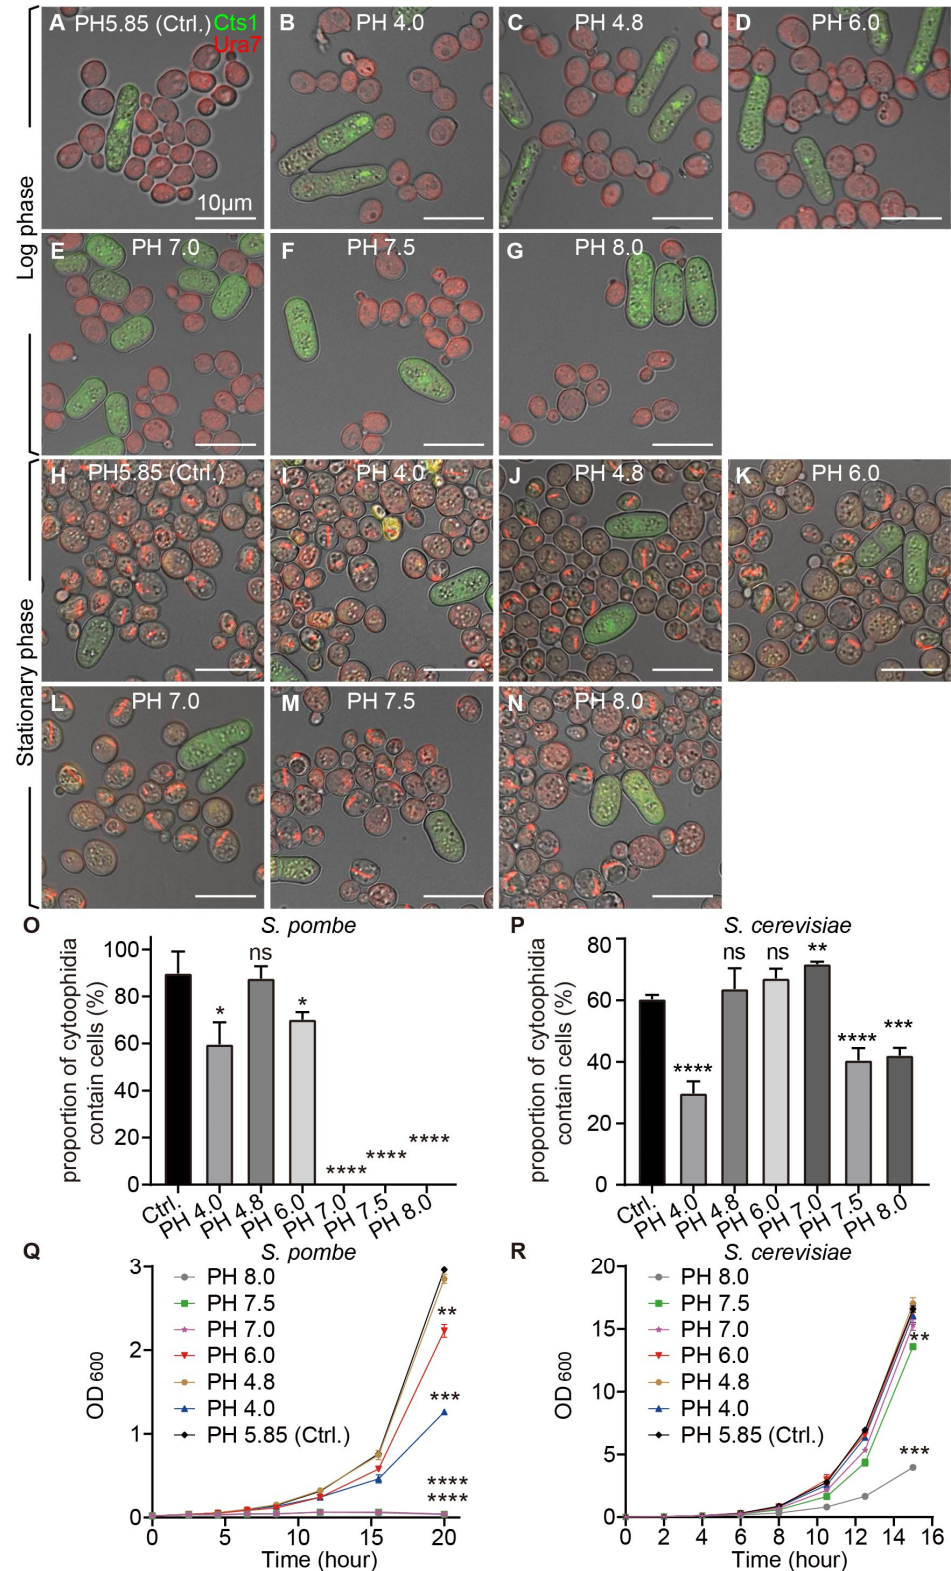 Log phase
A PH5.85 (Ctrl.) Cts1
Ura7
10µm
B PH 4.0
C PH 4.8
D PH 6.0
E PH 7.0
F PH 7.5
G PH 8.0
Stationary phase
H PH5.85 (Ctrl.)
I PH 4.0
J PH 4.8
K PH 6.0
L PH 7.0
M PH 7.5
N PH 8.0
O S. pombe
proportion of cytoophidia
contain cells (%)
100
80
60
40
20
0
*
ns
*
****
****
****
Ctrl.
PH 4.0
PH 4.8
PH 6.0
PH 7.0
PH 7.5
PH 8.0
P S. cerevisiae
proportion of cytoophidia
contain cells (%)
80
60
40
20
0
****
ns
ns
**
****
***
Ctrl.
PH 4.0
PH 4.8
PH 6.0
PH 7.0
PH 7.5
PH 8.0
Q S. pombe
OD600
3
2
1
0
PH 8.0
PH 7.5
PH 7.0
PH 6.0
PH 4.8
PH 4.0
PH 5.85 (Ctrl.)
**
***
****
****
0 5 10 15 20
Time (hour)
R S. cerevisiae
OD600
20
15
10
5
0
PH 8.0
PH 7.5
PH 7.0
PH 6.0
PH 4.8
PH 4.0
PH 5.85 (Ctrl.)
**
***
0 2 4 6 8 10 12 14 16
Time (hour)